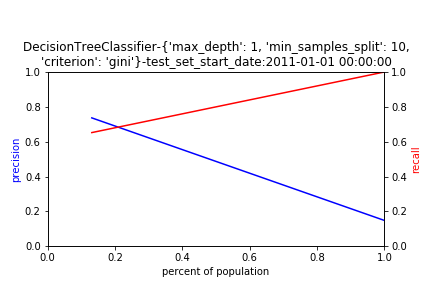 DecisionTreeClassifier-{'max_depth': 1, 'min_samples_split': 10,
'criterion': 'gini'}-test_set_start_date:2011-01-01 00:00:00
1.0
0.8
0.6
0.4
0.2
0.0
precision
1.0
0.8
0.6
0.4
0.2
0.0
recall
0.0 0.2 0.4 0.6 0.8 1.0
percent of population